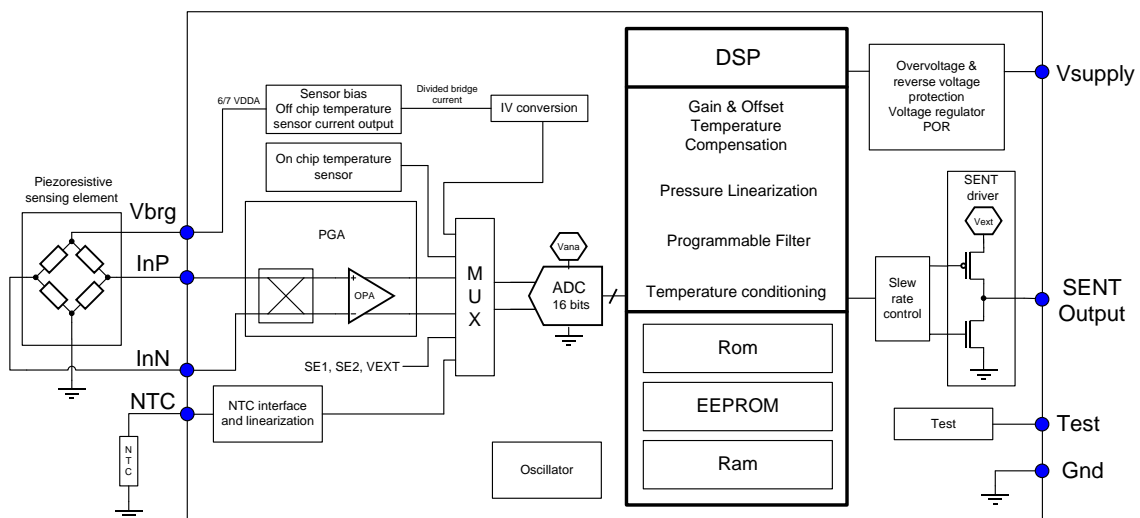 DSP
Overvoltage &
reverse voltage
protection
Voltage regulator
POR
Vsupply
6/7 VDDA
Sensor bias
Off chip temperature
sensor current output
Divided bridge
current
IV conversion
Gain & Offset
Temperature
Compensation
On chip temperature
sensor
Piezoresistive
sensing element
Vbrg
PGA
Pressure Linearization
SENT
driver
Vext
InP
OPA
+
−
MUX
Vana
ADC
16 bits
Programmable Filter
Temperature conditioning
Slew
rate
control
SENT
Output
InN
SE1, SE2, VEXT
Rom
NTC
NTC interface
and linearization
EEPROM
Test
Test
NTC
Oscillator
Ram
Gnd